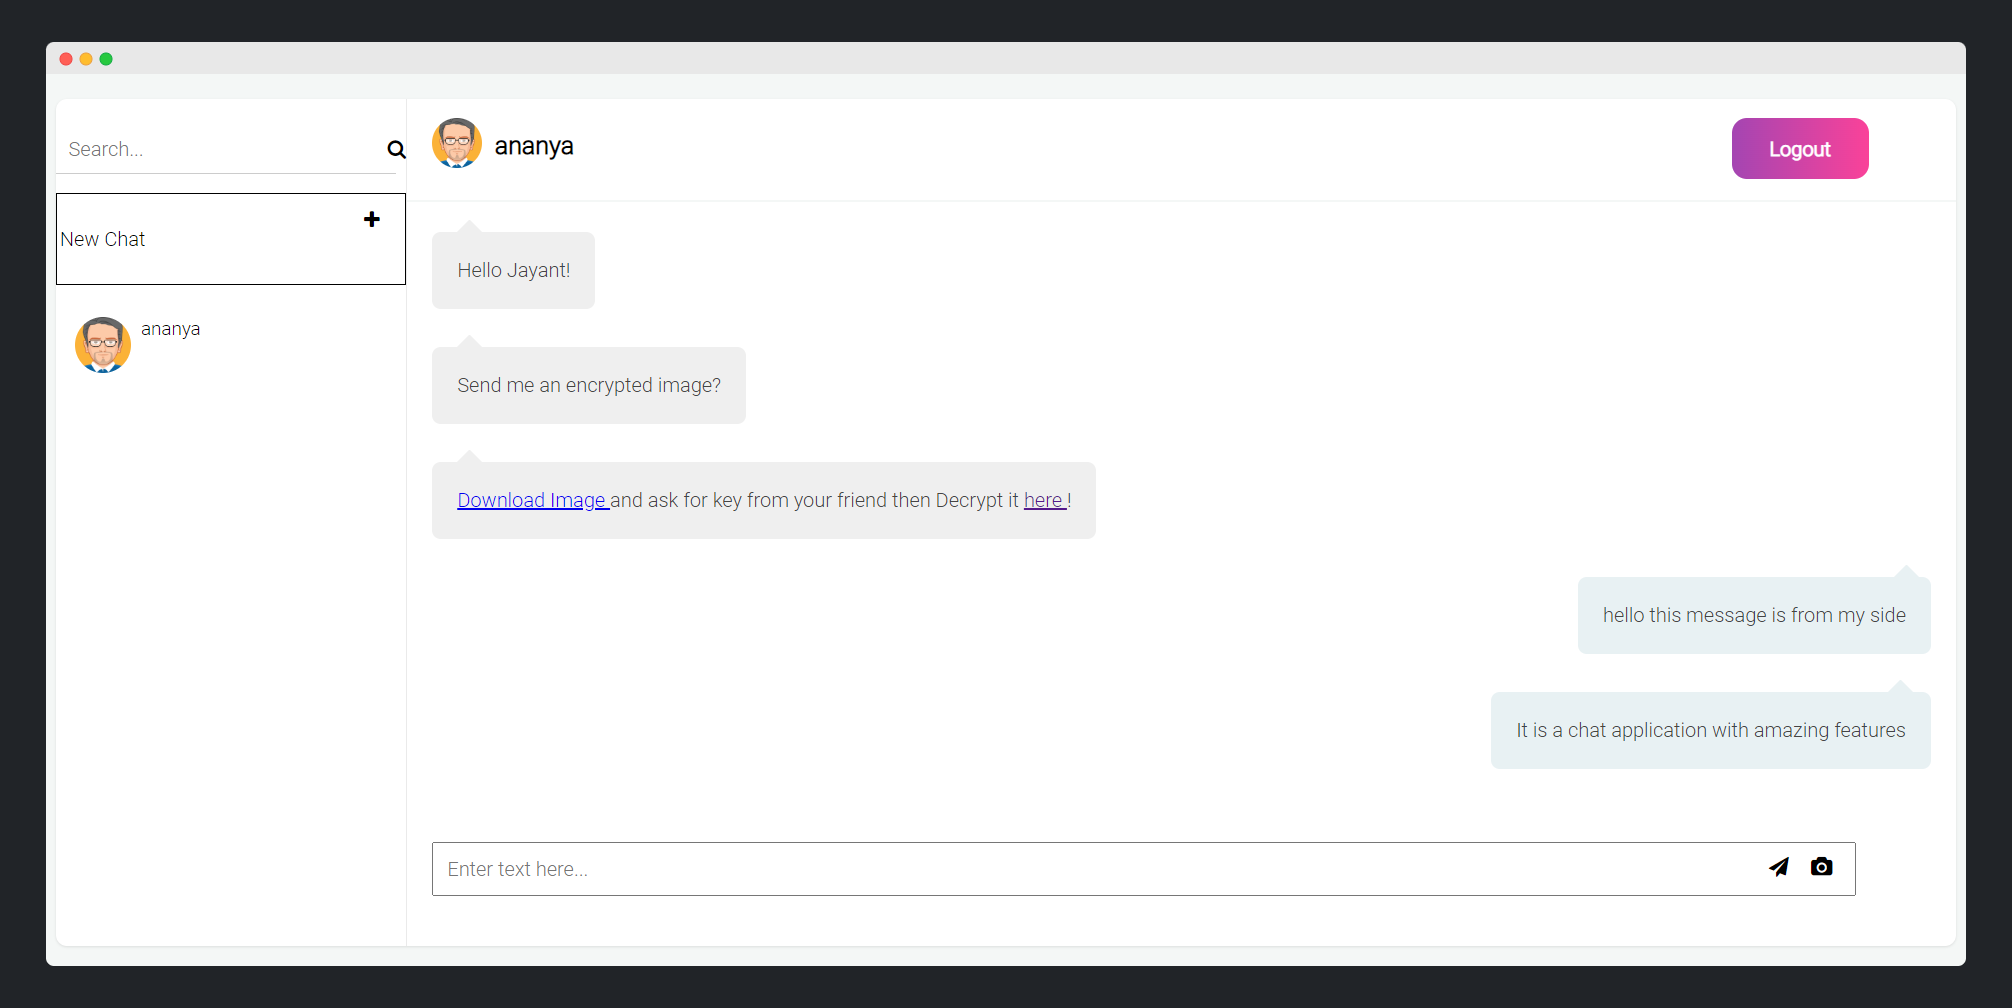 Search...
New Chat
ananya
ananya
Logout
Hello Jayant!
Send me an encrypted image?
Download Image and ask for key from your friend then Decrypt it here !
hello this message is from my side
It is a chat application with amazing features
Enter text here...